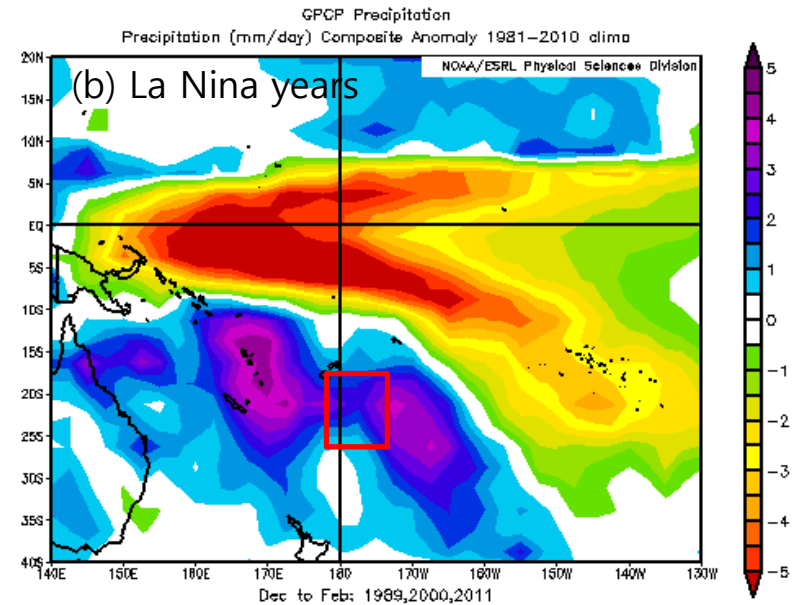 GPCP Precipitation
Precipitation (mm/day) Composite Anomaly 1981−2010 clima
NOAA/ESRL Physical Sciences Division
(b) La Nina years
20N
15N
10N
5N
EQ
5S
10S
15S
20S
25S
30S
35S
40S
140E 150E 160E 170E 180 170W 160W 150W 140W 130W
5
4
3
2
1
0
−1
−2
−3
−4
−5
Dec to Feb: 1989,2000,2011